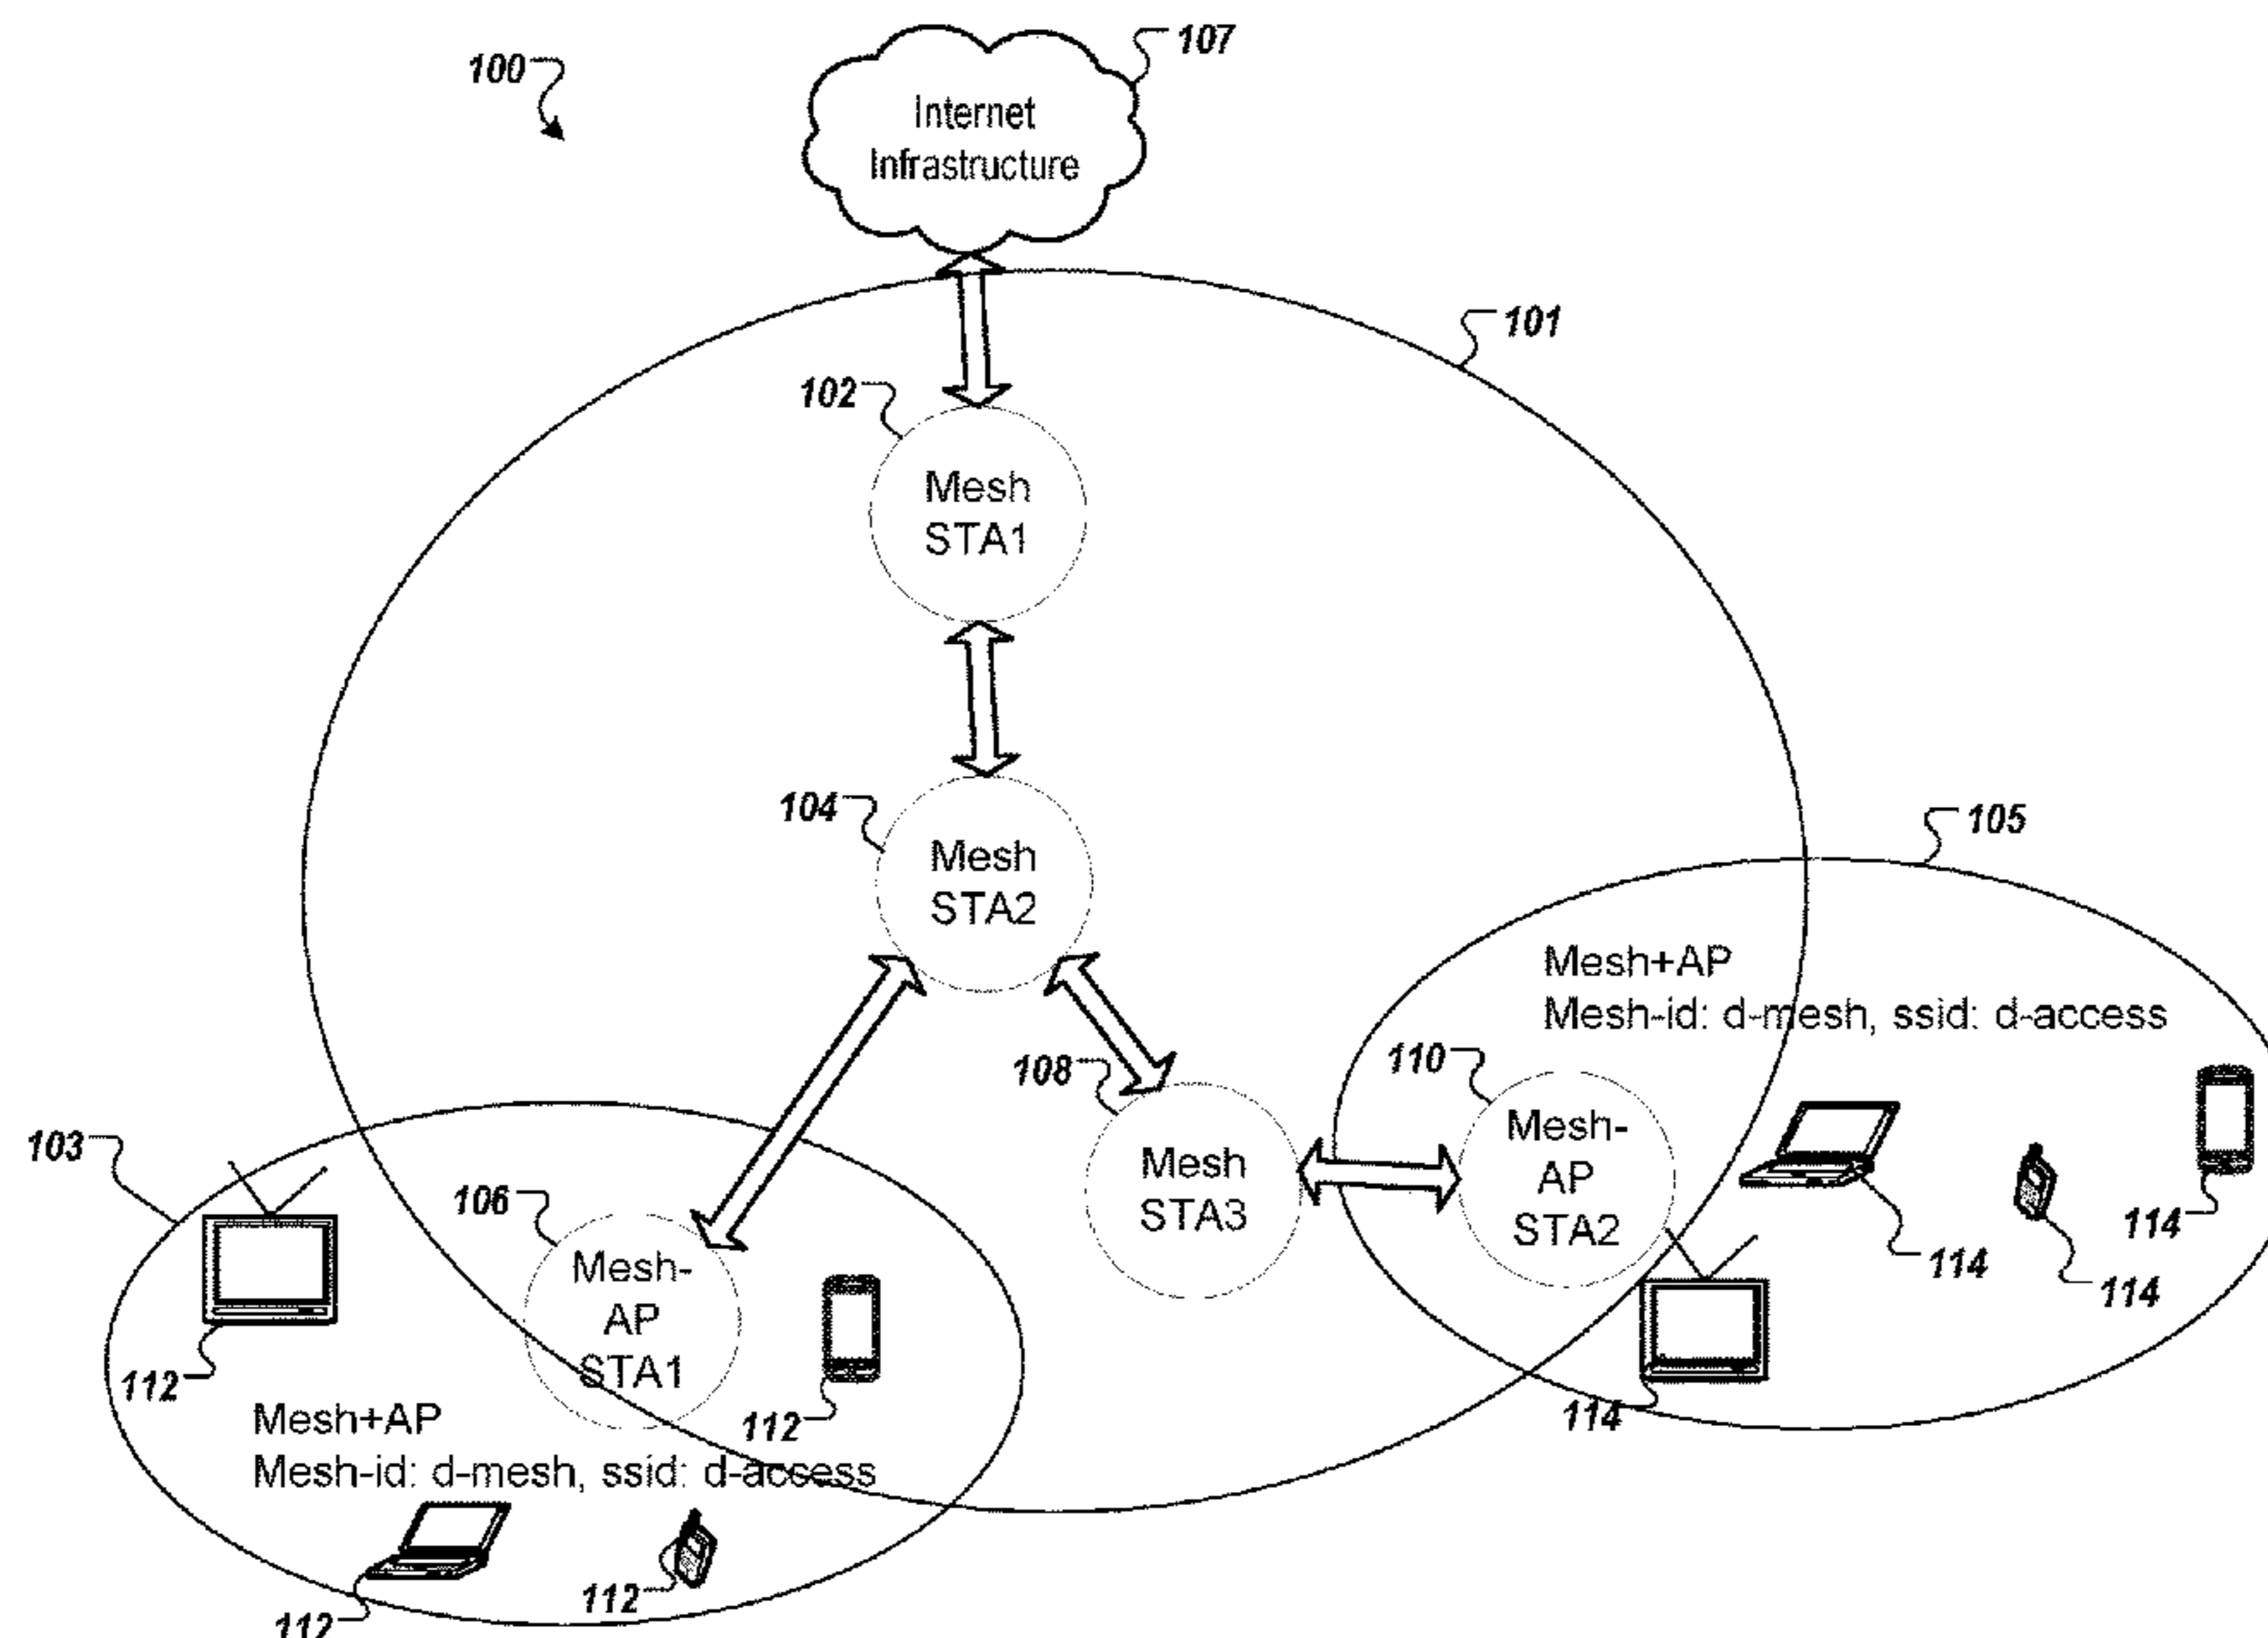 107
100
Internet
Infrastructure
101
102
Mesh
STA1
104
Mesh
STA2
105
Mesh+AP
Mesh-id: d-mesh, ssid: d-access
108
110
Mesh
STA3
Mesh-
AP
STA2
114
114
114
114
103
106
Mesh-
AP
STA1
112
112
Mesh+AP
Mesh-id: d-mesh, ssid: d-access
112
112